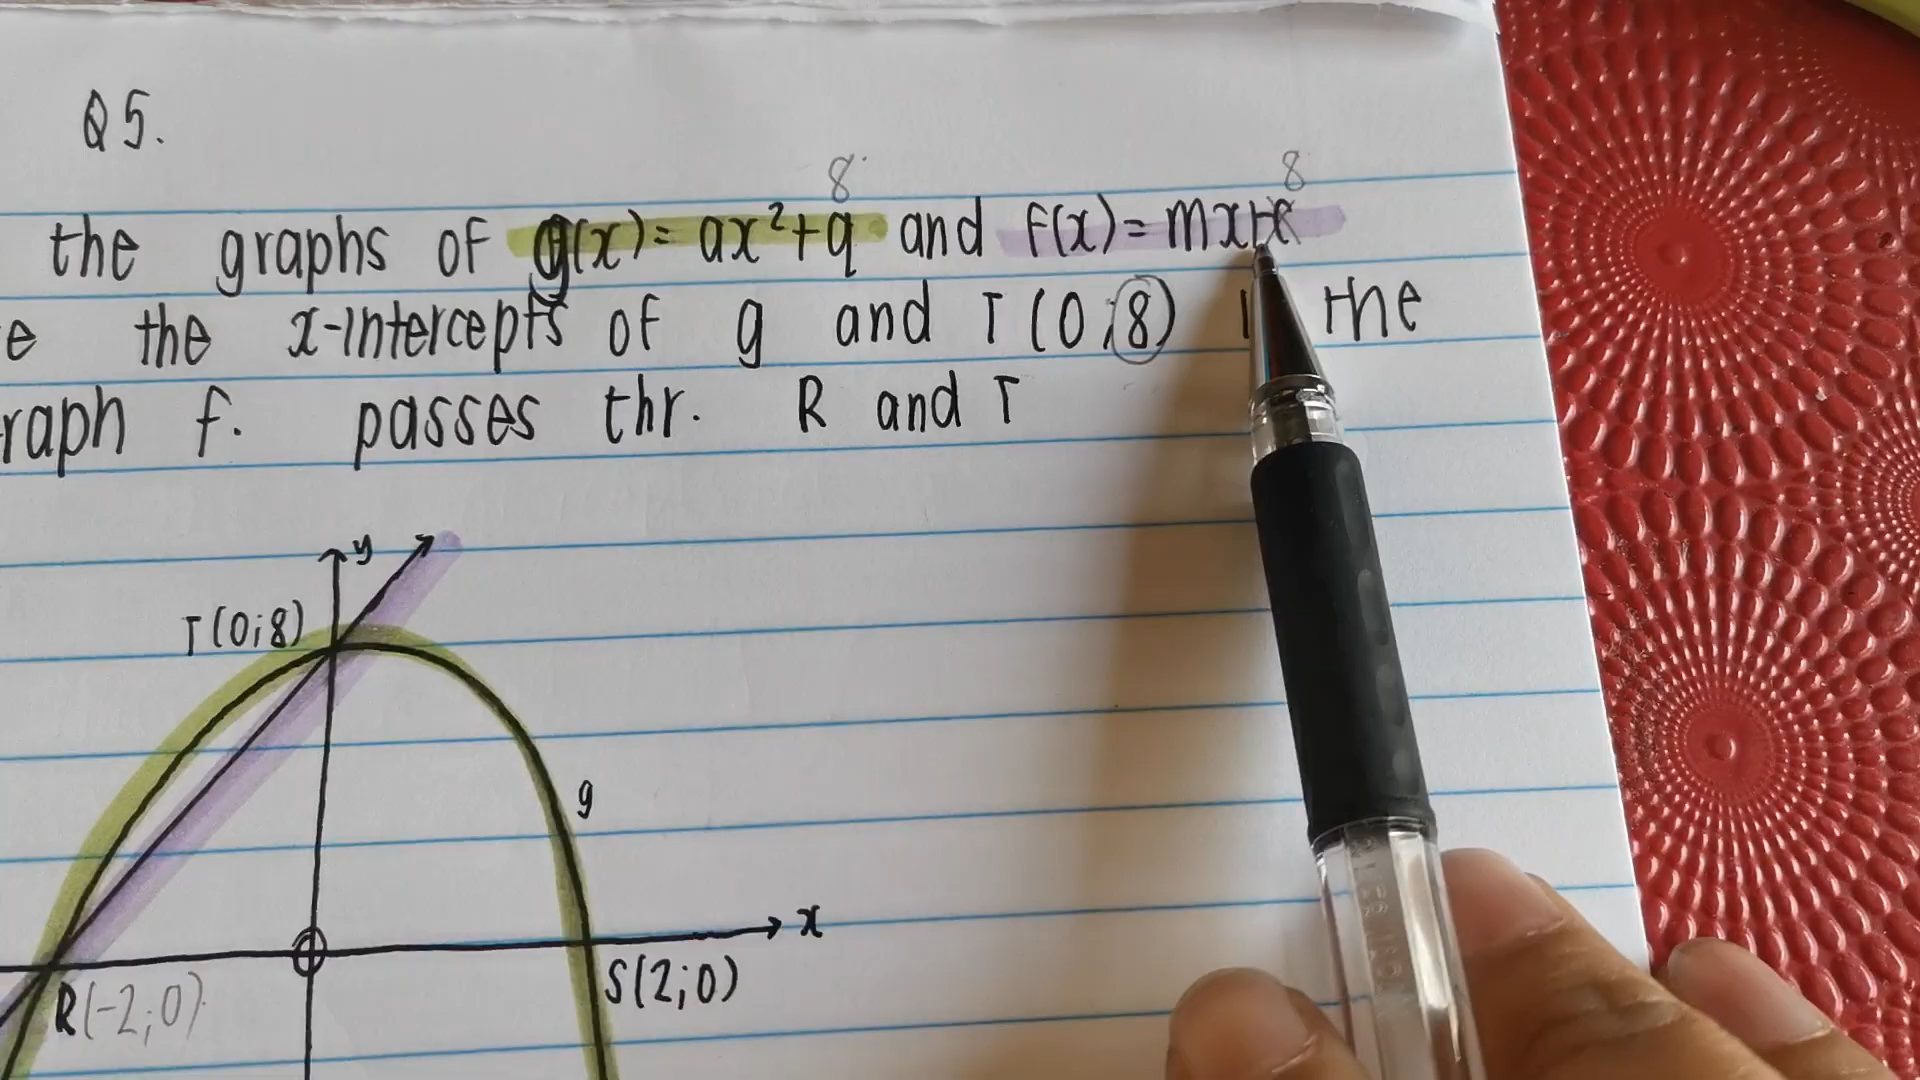 Q5.
8 8
the graphs of g(x) = ax²+q and f(x) = mx+c
e the x-intercepts of g and T(0;8) the
raph f. passes thr. R and T
y
T(0;8)
g
x
R(-2;0) S(2;0)